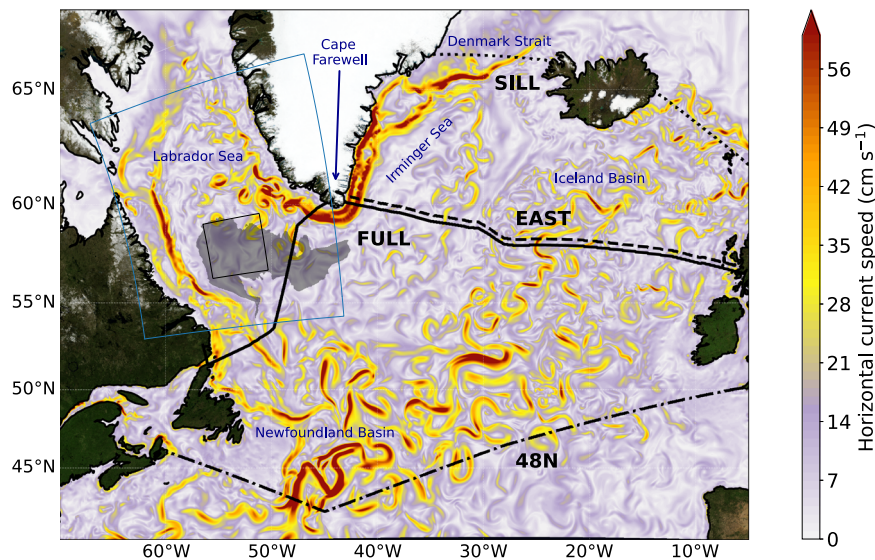 Cape
Farewell
Denmark Strait
SILL
Labrador Sea
Irminger Sea
Iceland Basin
EAST
FULL
Newfoundland Basin
48N
65°N
60°N
55°N
50°N
45°N
60°W
50°W
40°W
30°W
20°W
10°W
56
49
42
35
28
21
14
7
0
Horizontal current speed (cm s⁻¹)